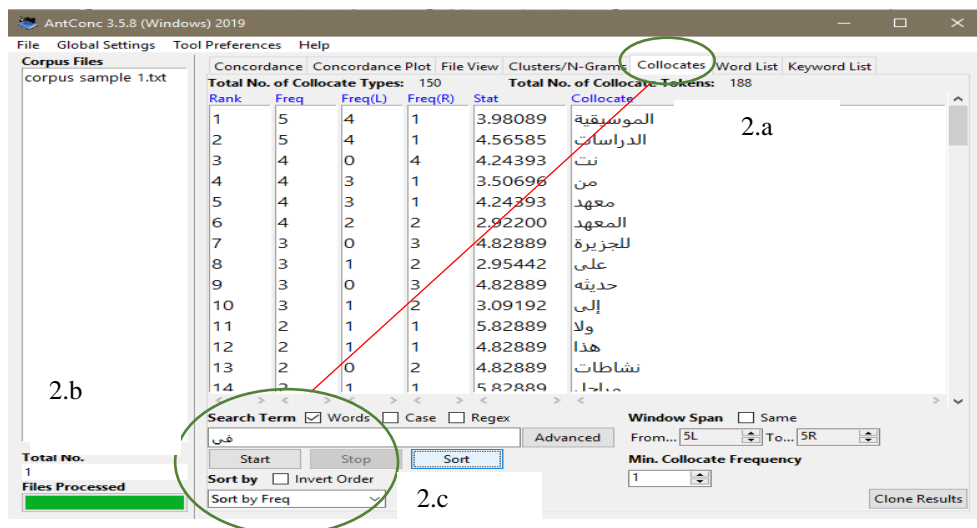 AntConc 3.5.8 (Windows) 2019
File Global Settings Tool Preferences Help
Corpus Files
corpus sample 1.txt
Concordance Concordance Plot File View Clusters/N-Grams Collocates Word List Keyword List
Total No. of Collocate Types: 150 Total No. of Collocate Tokens: 188
Rank Freq Freq(L) Freq(R) Stat Collocate
1 5 4 1 3.98089 الموسيقية
2 5 4 1 4.56585 الدراسات
3 4 0 4 4.24393 نت
4 4 3 1 3.50696 من
5 4 3 1 4.24393 معهد
6 4 2 2 2.92200 المعهد
7 3 0 3 4.82889 للجزيرة
8 3 1 2 2.95442 على
9 3 0 3 4.82889 حديثه
10 3 1 2 3.09192 إلى
11 2 1 1 5.82889 ولا
12 2 1 1 4.82889 هذا
13 2 0 2 4.82889 نشاطات
14 2 1 1 5.82889 مراحل
2.a
2.b
Search Term Words Case Regex
في
Advanced
Start Stop Sort
Sort by Invert Order
Sort by Freq
2.c
Window Span Same
From... 5L To... 5R
Min. Collocate Frequency
1
Clone Results
Total No.
1
Files Processed